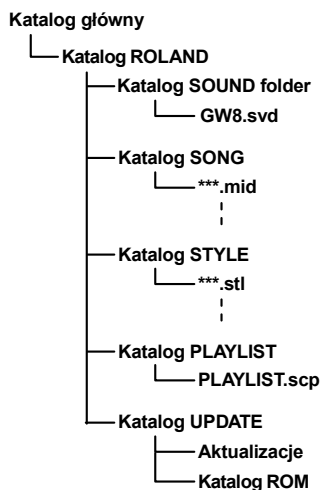 Katalog główny
Katalog ROLAND
Katalog SOUND folder
GW8.svd
Katalog SONG
***.mid
Katalog STYLE
***.stl
Katalog PLAYLIST
PLAYLIST.scp
Katalog UPDATE
Aktualizacje
Katalog ROM